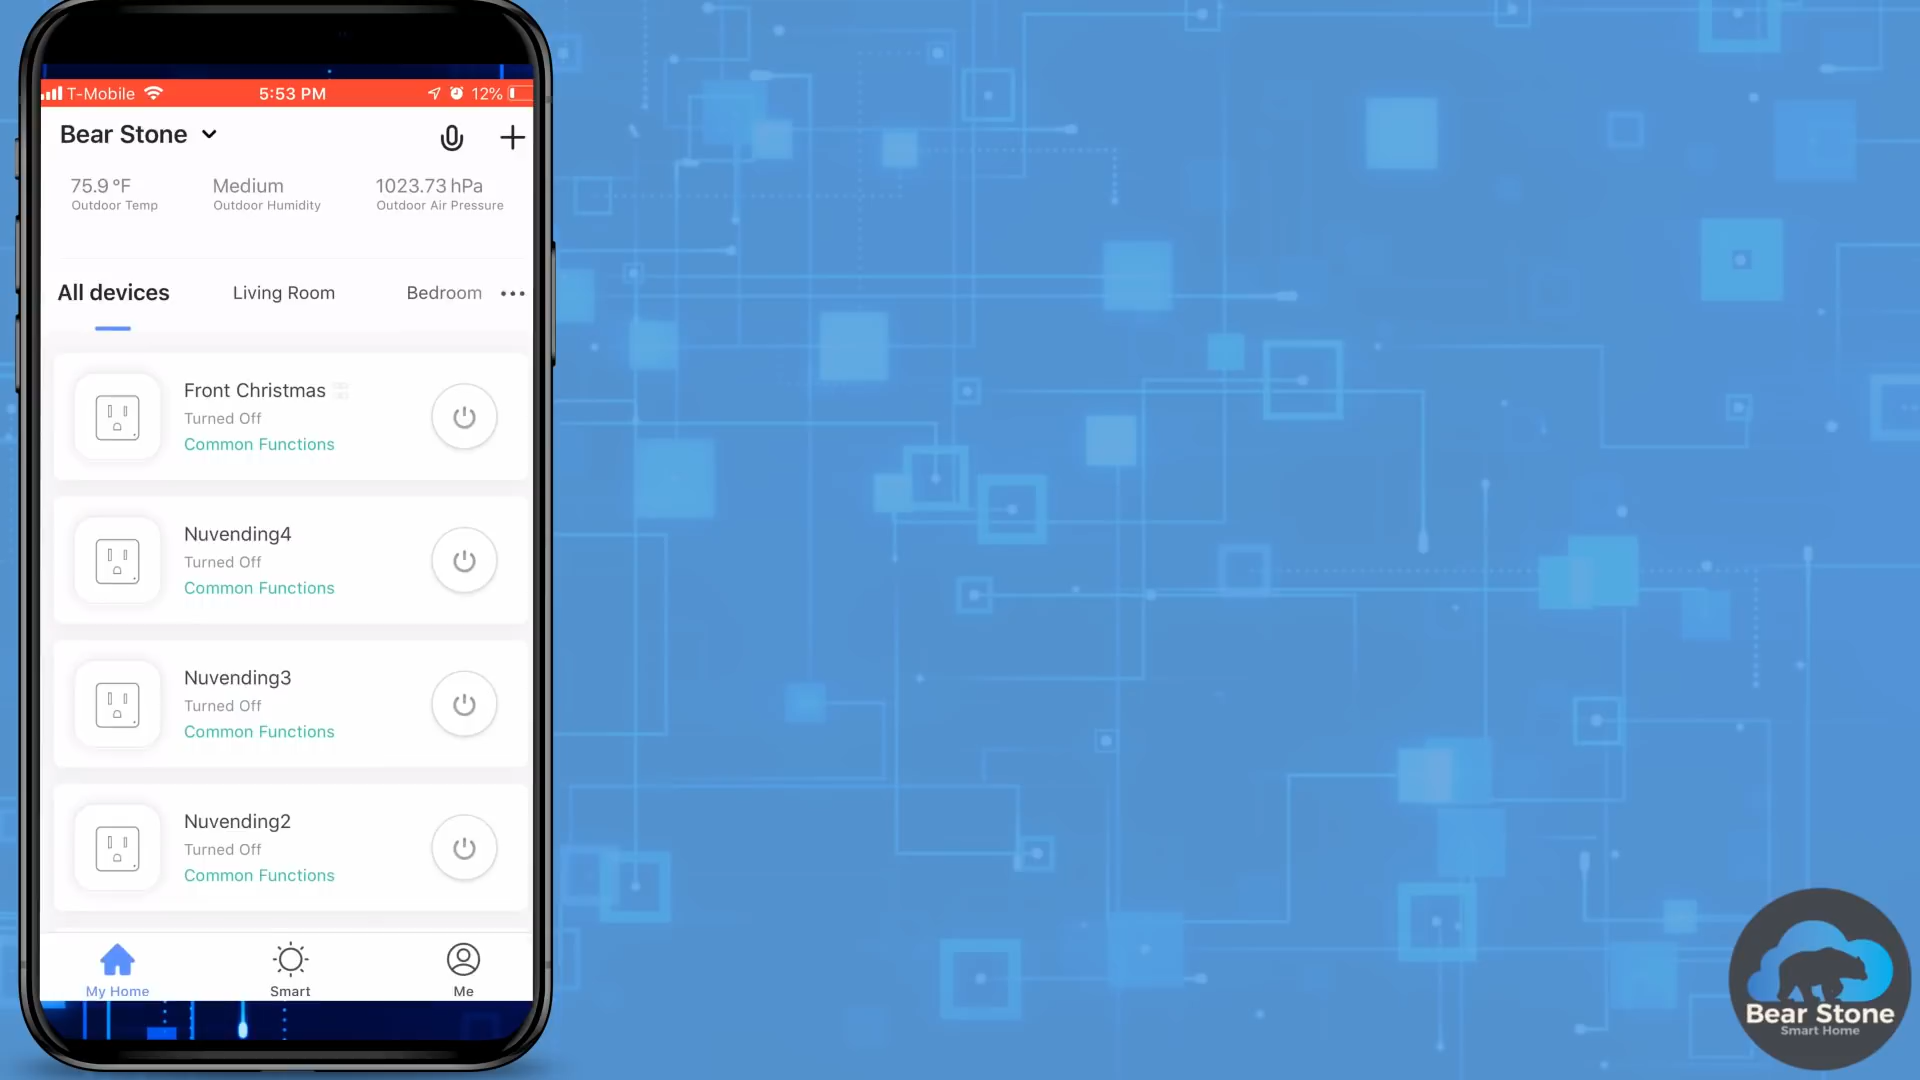 T-Mobile 5:53 PM 12%
Bear Stone
75.9 °F Medium 1023.73 hPa
Outdoor Temp Outdoor Humidity Outdoor Air Pressure
All devices Living Room Bedroom
Front Christmas
Turned Off
Common Functions
Nuvending4
Turned Off
Common Functions
Nuvending3
Turned Off
Common Functions
Nuvending2
Turned Off
Common Functions
My Home Smart Me
Bear Stone
Smart Home